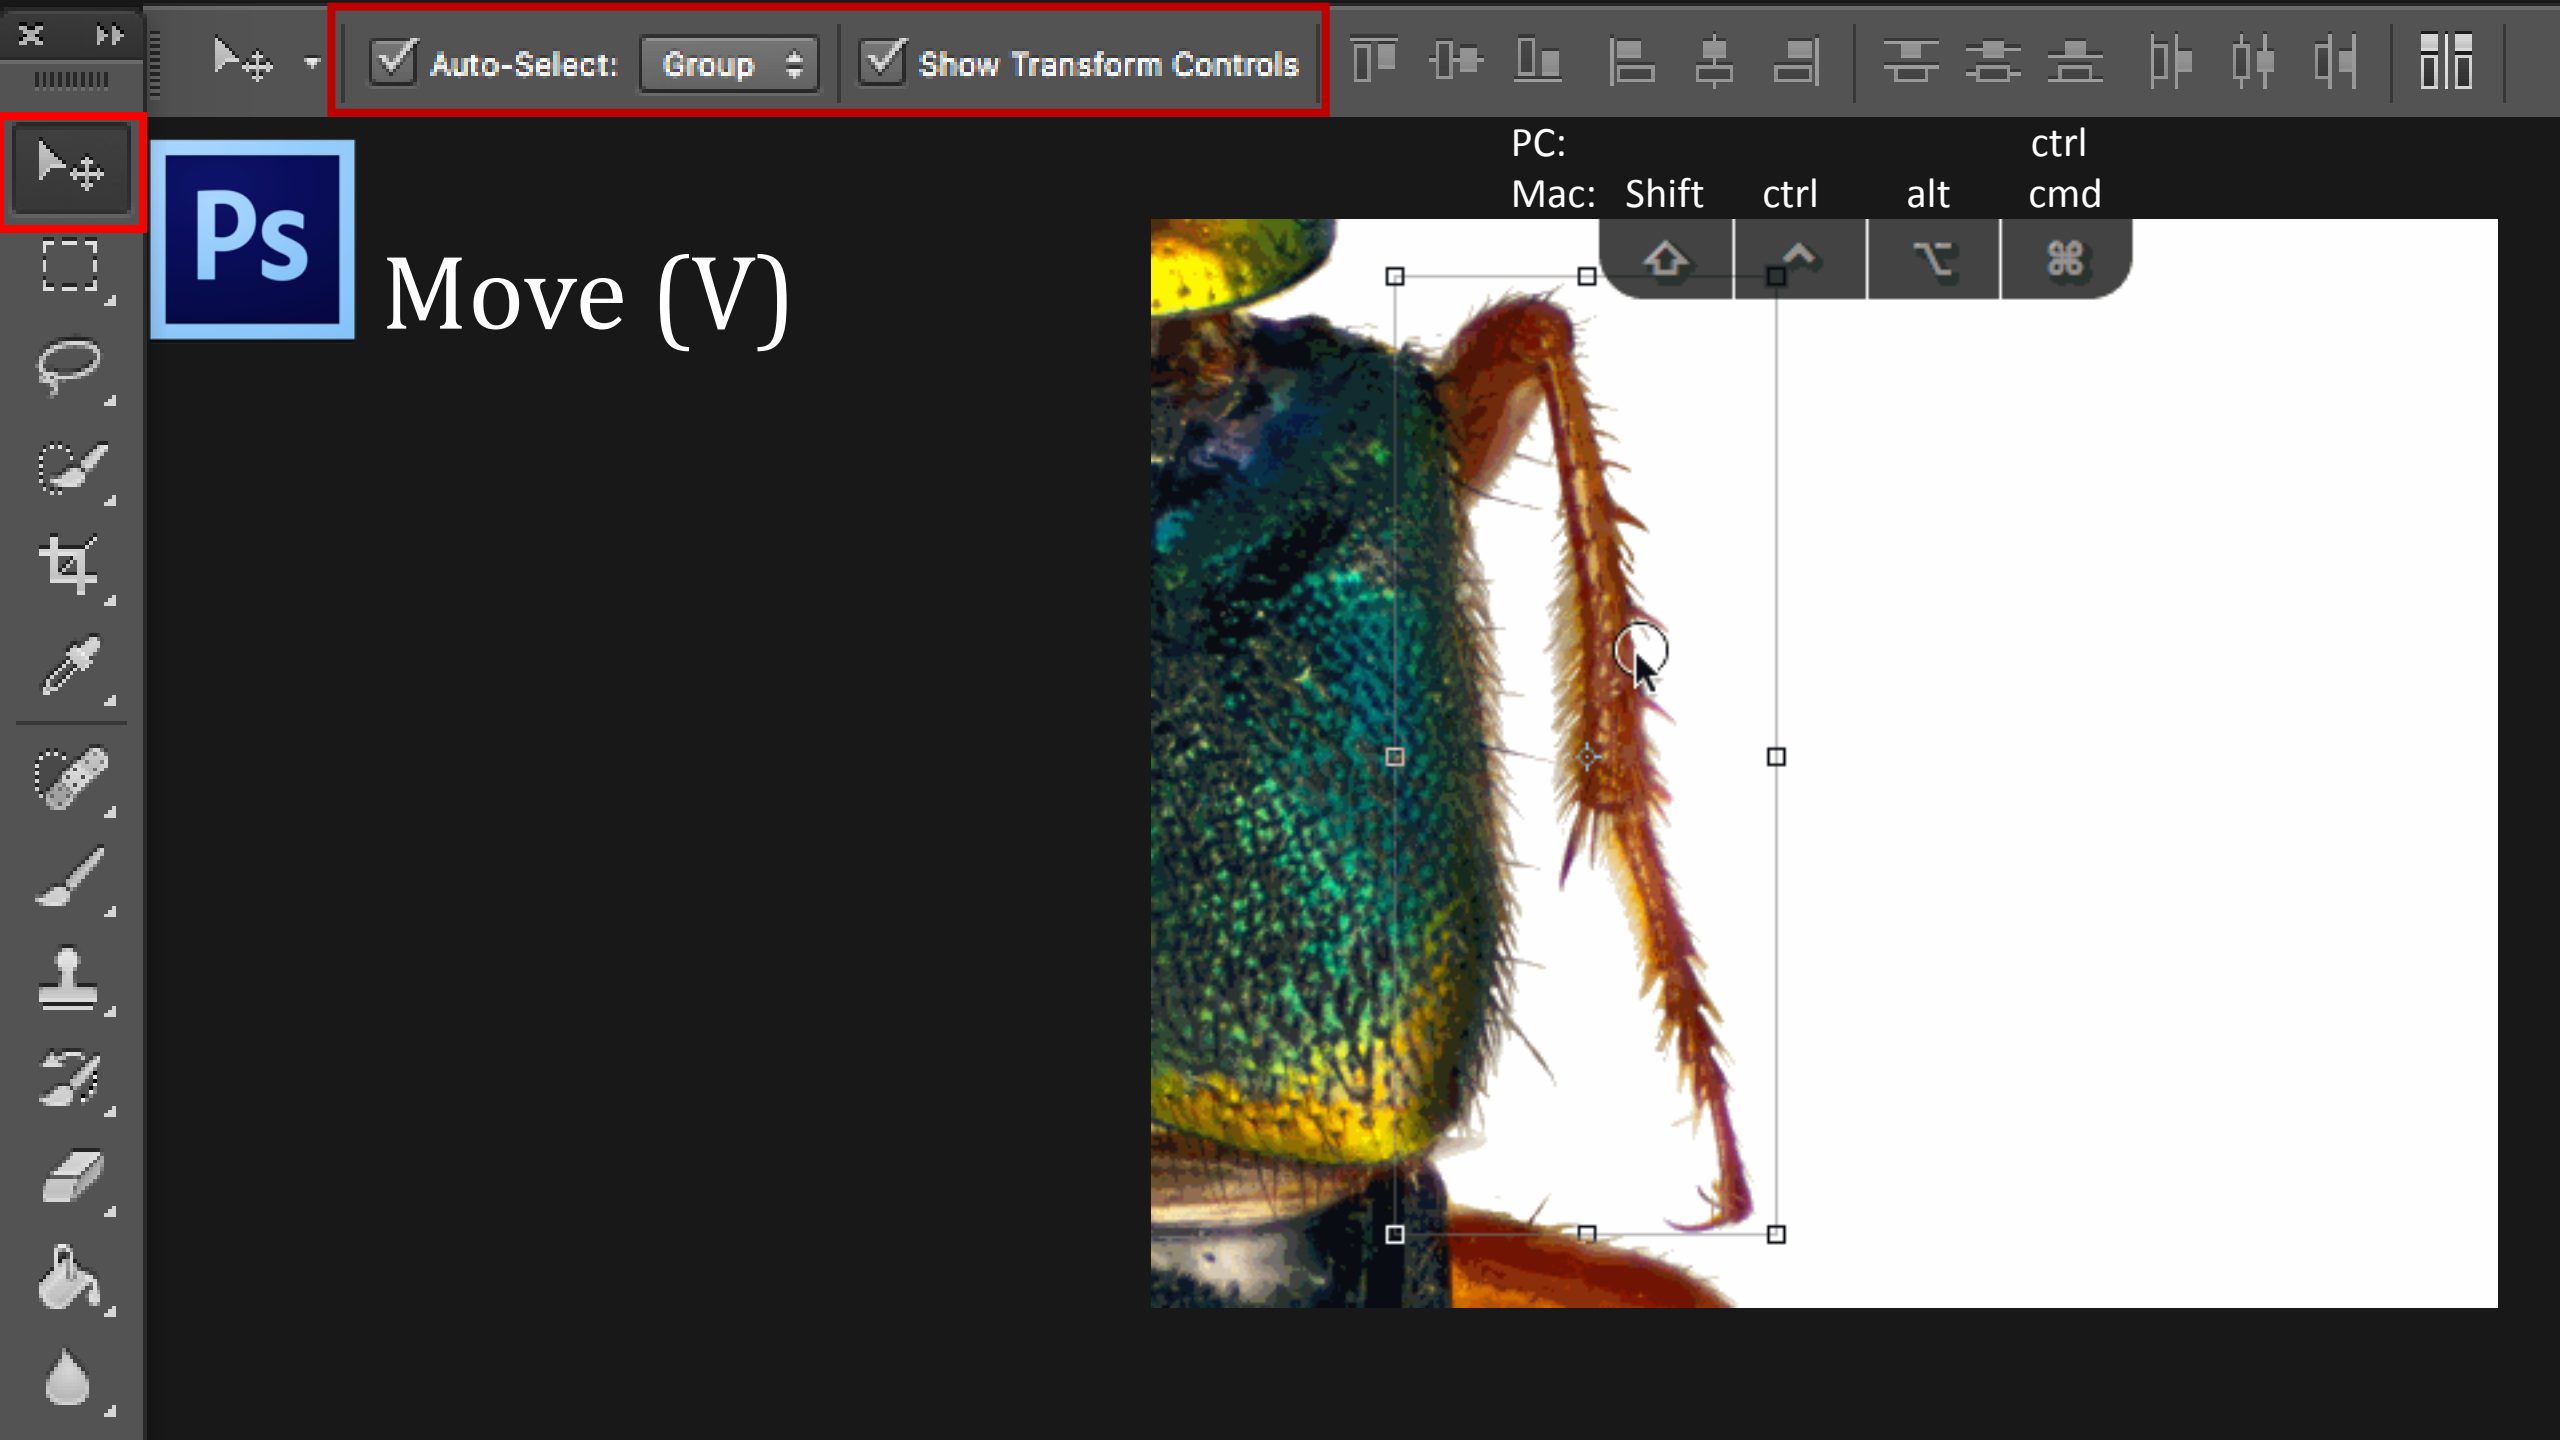 Auto-Select: Group Show Transform Controls
Ps
Move (V)
PC: ctrl
Mac: Shift ctrl alt cmd